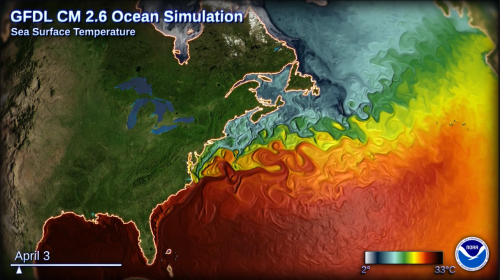 GFDL CM 2.6 Ocean Simulation
Sea Surface Temperature
April 3
2° 33°C
NOAA